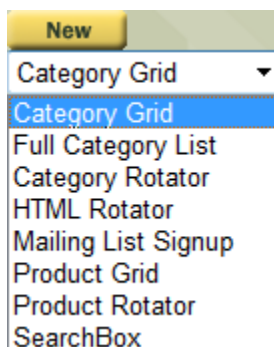 New
Category Grid
Category Grid
Full Category List
Category Rotator
HTML Rotator
Mailing List Signup
Product Grid
Product Rotator
SearchBox